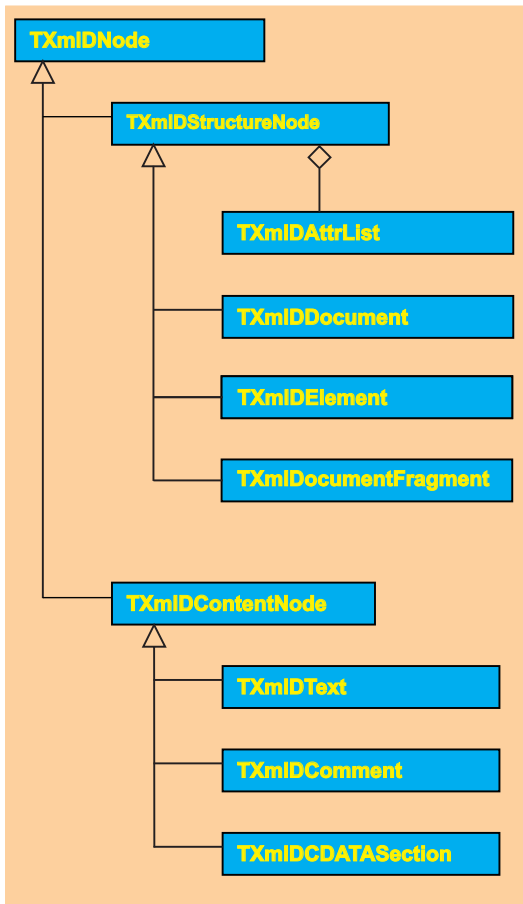 TXmlDNode
TXmlDStructureNode
TXmlDAttrList
TXmlDDocument
TXmlDElement
TXmlDocumentFragment
TXmlDContentNode
TXmlDText
TXmlDComment
TXmlDCDATASection